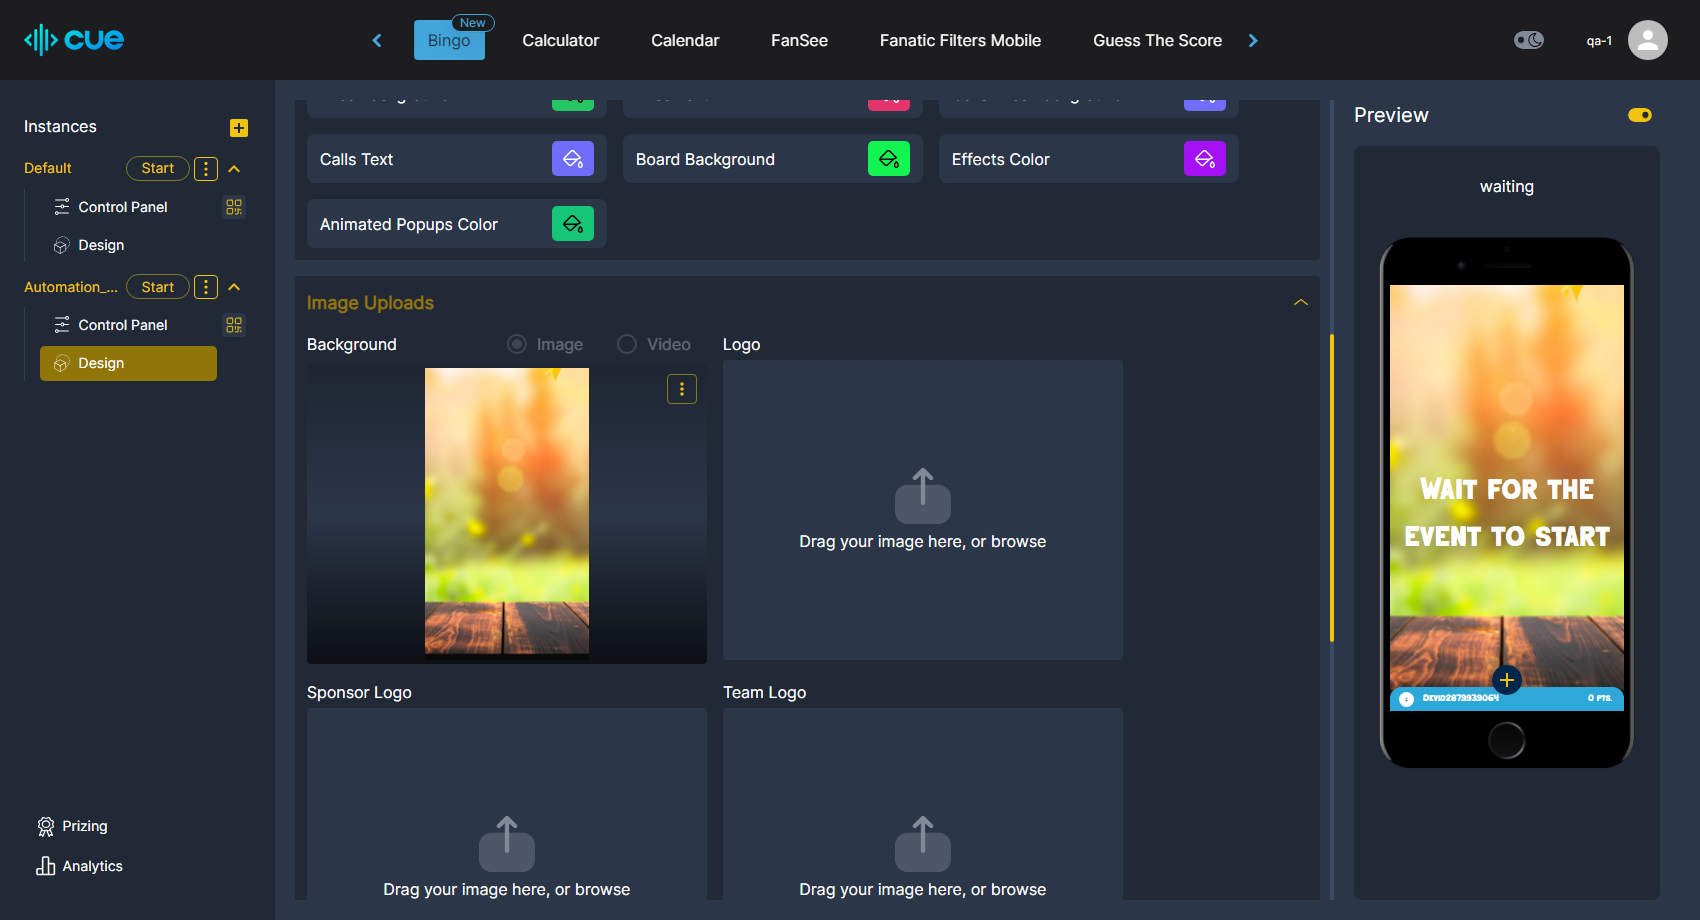 cue
New
Bingo
Calculator
Calendar
FanSee
Fanatic Filters Mobile
Guess The Score
qa-1
Instances
Default
Start
Control Panel
Design
Automation_...
Start
Control Panel
Design
Prizing
Analytics
Calls Text
Board Background
Effects Color
Animated Popups Color
Image Uploads
Background
Image
Video
Logo
Drag your image here, or browse
Sponsor Logo
Team Logo
Drag your image here, or browse
Drag your image here, or browse
Preview
waiting
Wait for the
event to start
Devid2879939064
0 pts.